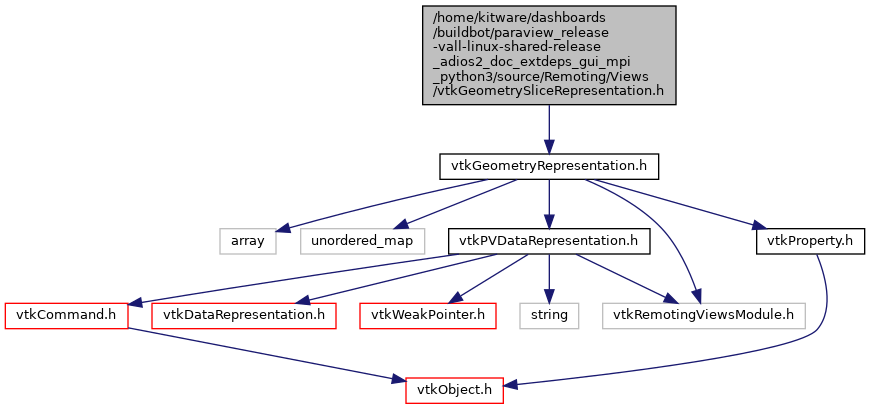 /home/kitware/dashboards
/buildbot/paraview_release
-vall-linux-shared-release
_adios2_doc_extdeps_gui_mpi
_python3/source/Remoting/Views
/vtkGeometrySliceRepresentation.h
vtkGeometryRepresentation.h
array
unordered_map
vtkPVDataRepresentation.h
vtkProperty.h
vtkCommand.h
vtkDataRepresentation.h
vtkWeakPointer.h
string
vtkRemotingViewsModule.h
vtkObject.h